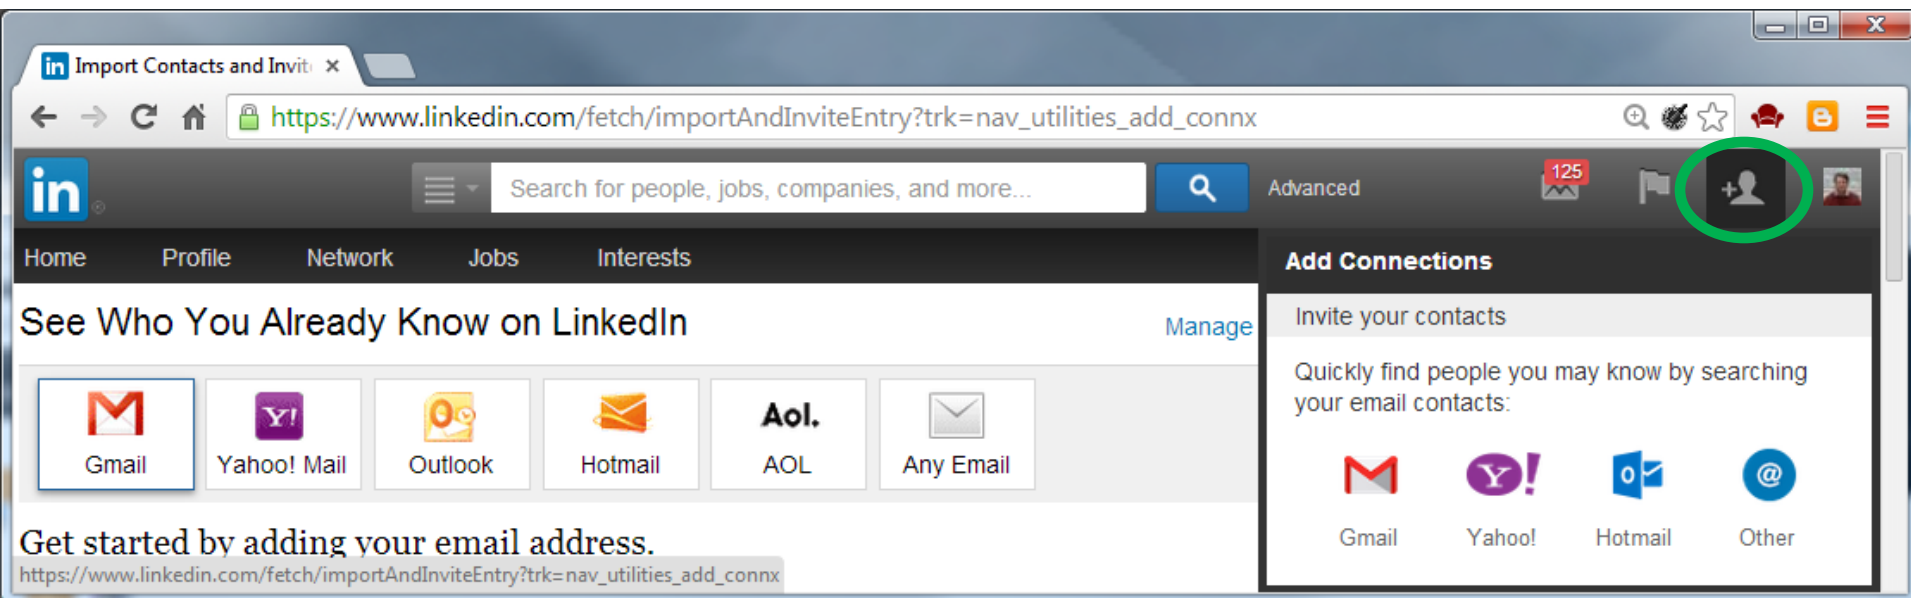 in Import Contacts and Invit
https://www.linkedin.com/fetch/importAndInviteEntry?trk=nav_utilities_add_connx
in
Search for people, jobs, companies, and more...
Advanced
125
Home Profile Network Jobs Interests
Add Connections
See Who You Already Know on LinkedIn
Manage
Invite your contacts
Quickly find people you may know by searching
your email contacts:
Aol.
Gmail Yahoo! Mail Outlook Hotmail AOL Any Email
Gmail Yahoo! Hotmail Other
Get started by adding your email address.
https://www.linkedin.com/fetch/importAndInviteEntry?trk=nav_utilities_add_connx